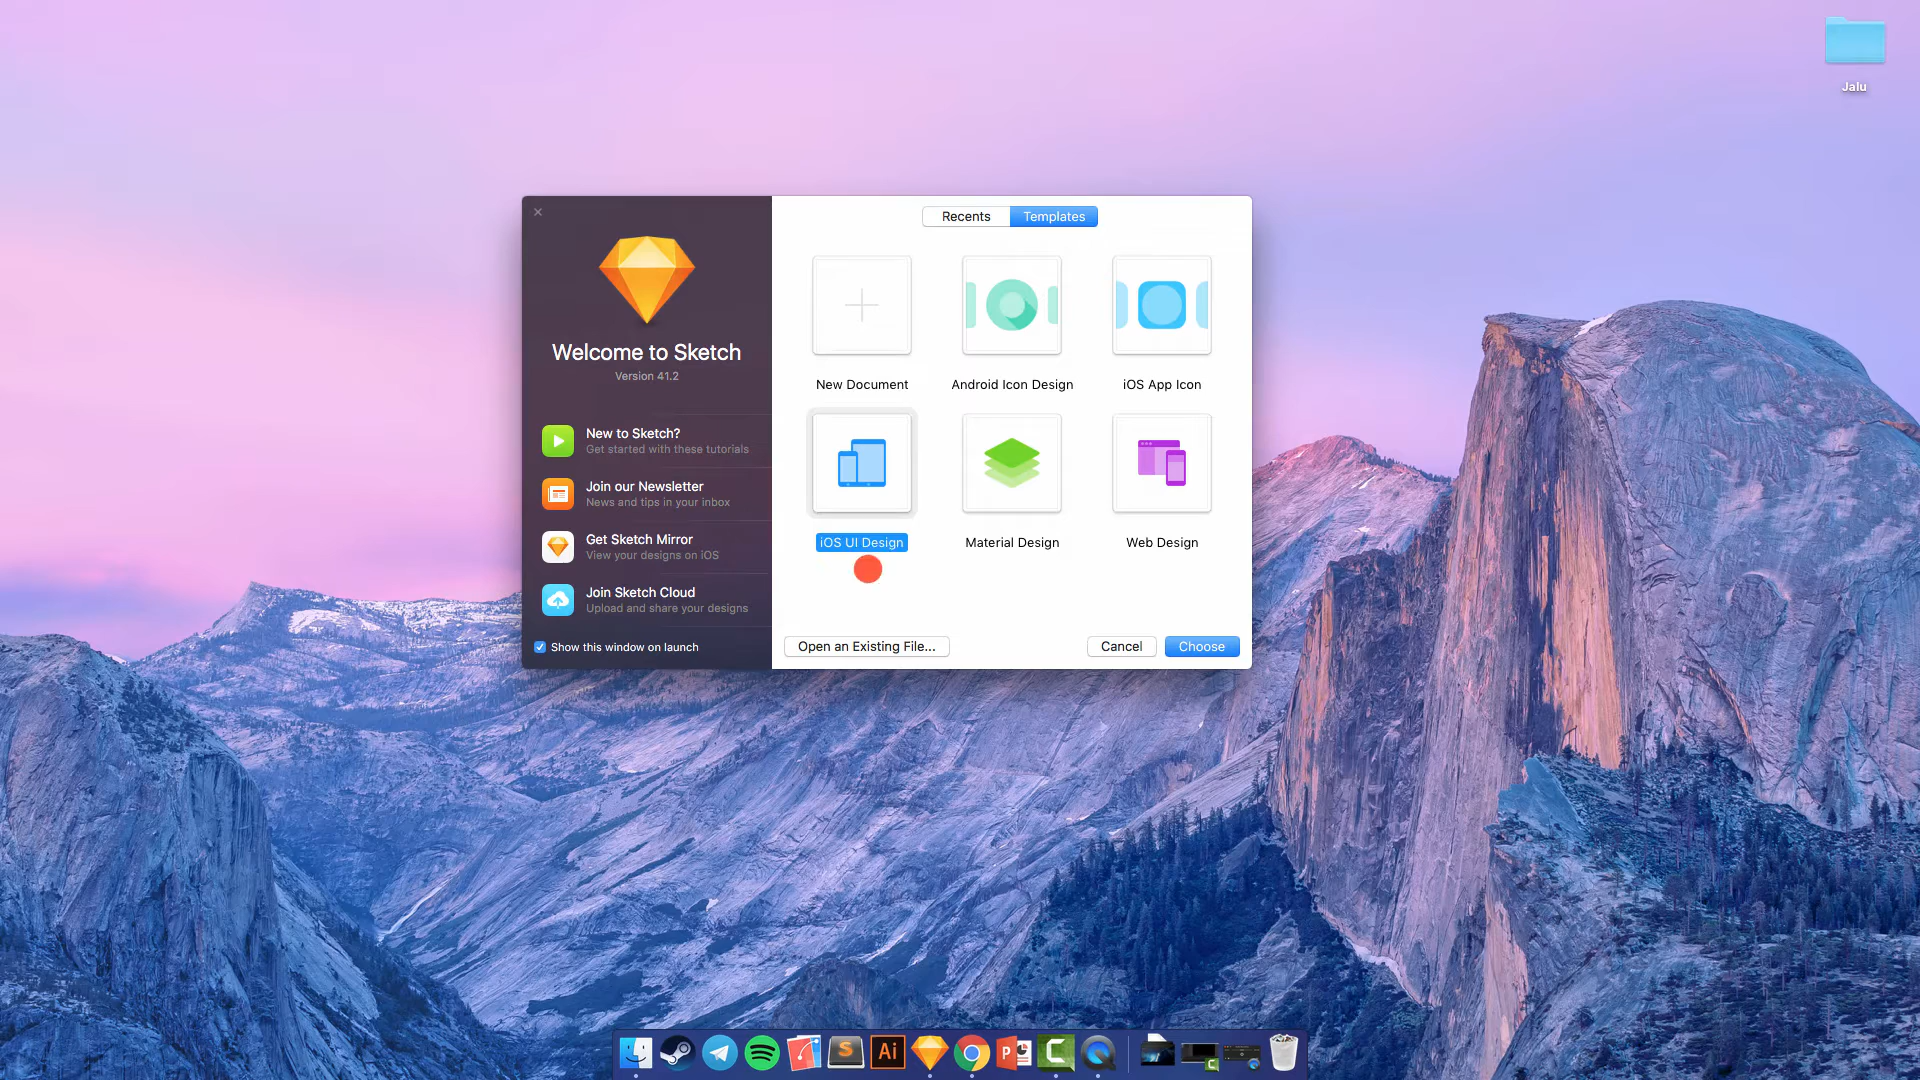 Jalu
Recents
Templates
Welcome to Sketch
Version 41.2
New Document
Android Icon Design
iOS App Icon
New to Sketch?
Get started with these tutorials
Join our Newsletter
News and tips in your inbox
Get Sketch Mirror
View your designs on iOS
Join Sketch Cloud
Upload and share your designs
iOS UI Design
Material Design
Web Design
Show this window on launch
Open an Existing File...
Cancel
Choose
S
Ai
P
C